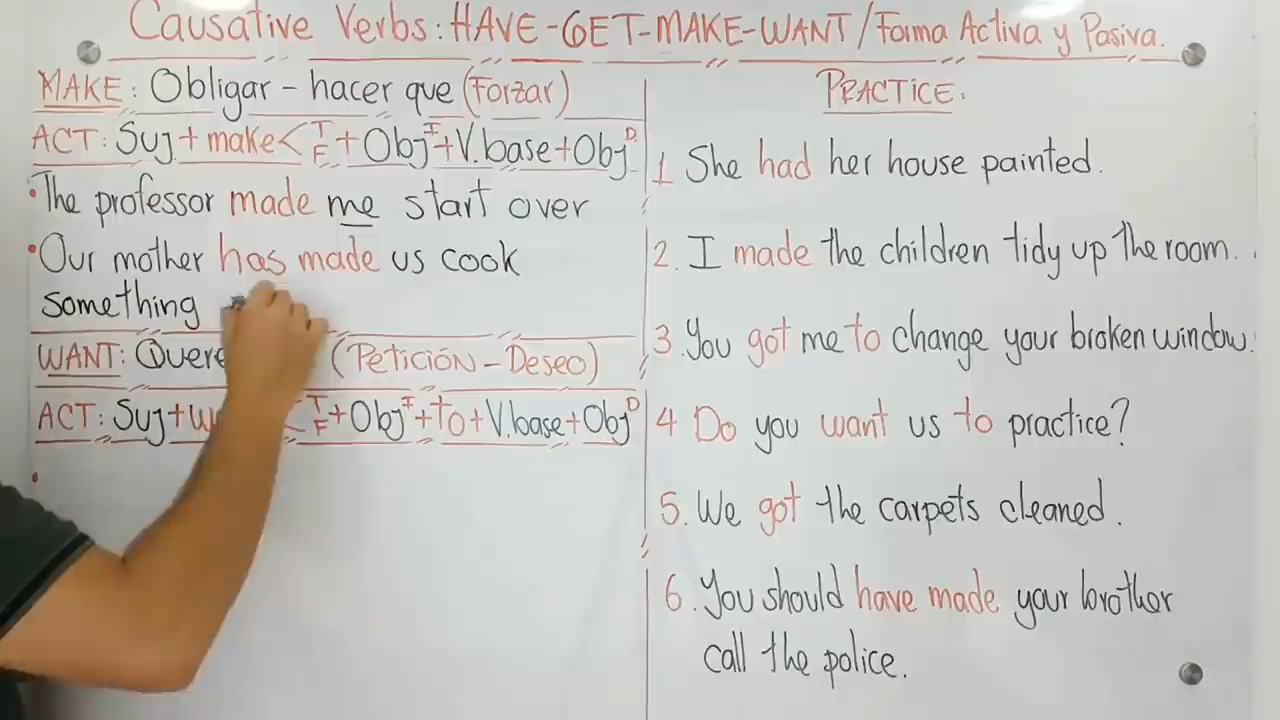 Causative Verbs: HAVE-GET-MAKE-WANT/Forma Activa y Pasiva.
MAKE: Obligar - hacer que (Forzar)
ACT: Suj + make < T F + Obj I + V.base + Obj D
• The professor made me start over
• Our mother has made us cook
something
WANT: (Petición - Deseo)
ACT: Suj + < T F + Obj I + to + V.base + Obj D
PRACTICE:
1 She had her house painted.
2. I made the children tidy up the room.
3. You got me to change your broken window.
4 Do you want us to practice?
5. We got the carpets cleaned.
6. You should have made your brother
call the police.